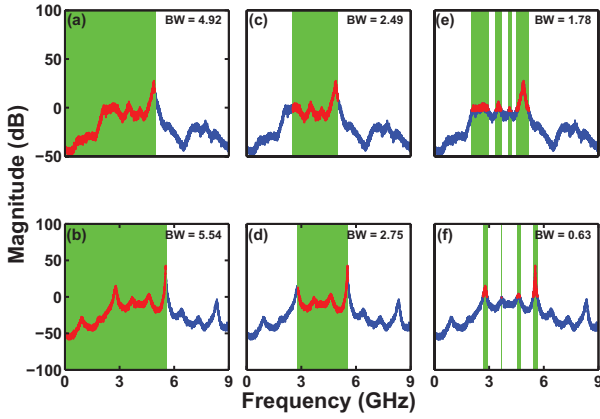 (a) BW = 4.92
(c) BW = 2.49
(e) BW = 1.78
100
50
0
−50
(b) BW = 5.54
(d) BW = 2.75
(f) BW = 0.63
100
50
0
−50
−100
0 3 6 9
0 3 6 9
0 3 6 9
Magnitude (dB)
Frequency (GHz)